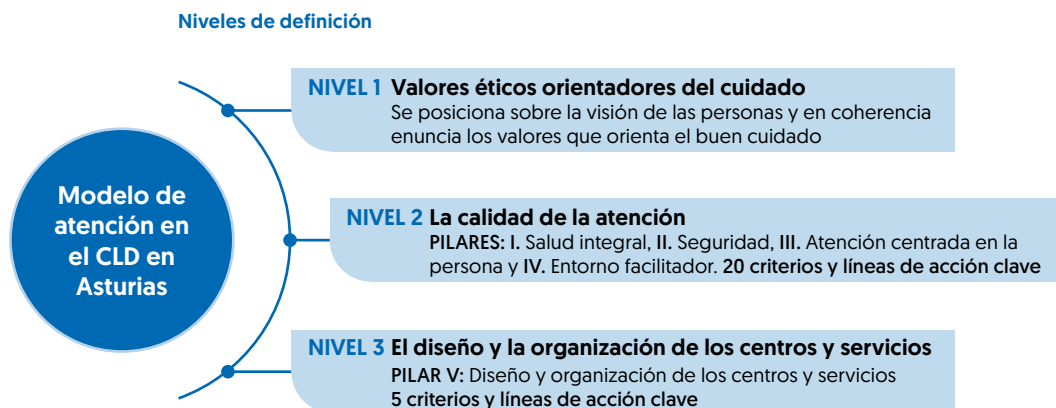 Niveles de definición
Modelo de
atención en
el CLD en
Asturias
NIVEL 1 Valores éticos orientadores del cuidado
Se posiciona sobre la visión de las personas y en coherencia
enuncia los valores que orienta el buen cuidado
NIVEL 2 La calidad de la atención
PILARES: I. Salud integral, II. Seguridad, III. Atención centrada en la
persona y IV. Entorno facilitador. 20 criterios y líneas de acción clave
NIVEL 3 El diseño y la organización de los centros y servicios
PILAR V: Diseño y organización de los centros y servicios
5 criterios y líneas de acción clave